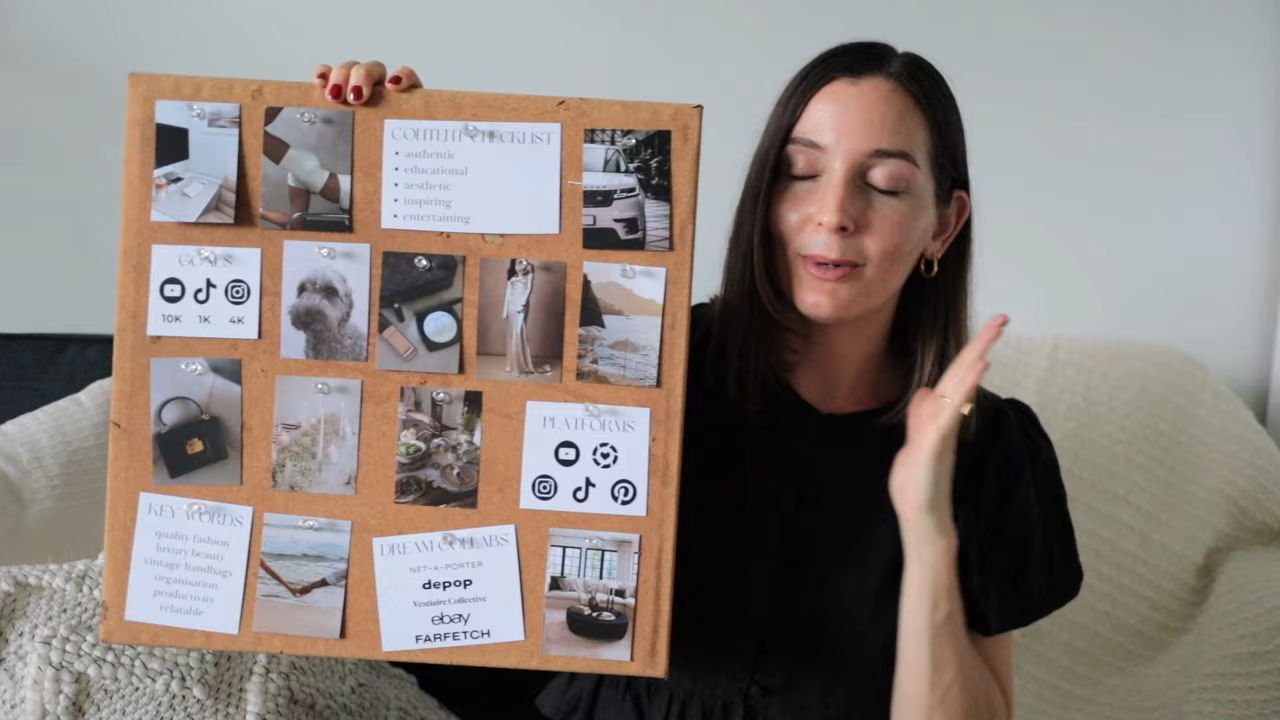 CONTENT CHECKLIST
• authentic
• educational
• aesthetic
• inspiring
• entertaining
GOALS
10K 1K 4K
PLATFORMS
KEY WORDS
quality fashion
luxury beauty
vintage handbags
organisation
productivity
relatable
DREAM COLLABS
NET-A-PORTER
depop
Vestiaire Collective
ebay
FARFETCH